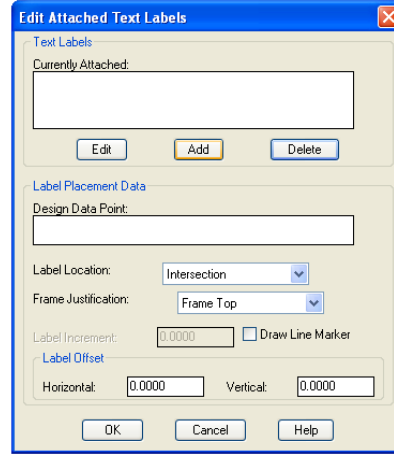 Edit Attached Text Labels
Text Labels
Currently Attached:
Edit Add Delete
Label Placement Data
Design Data Point:
Label Location: Intersection
Frame Justification: Frame Top
Label Increment: 0.0000 Draw Line Marker
Label Offset
Horizontal: 0.0000 Vertical: 0.0000
OK Cancel Help